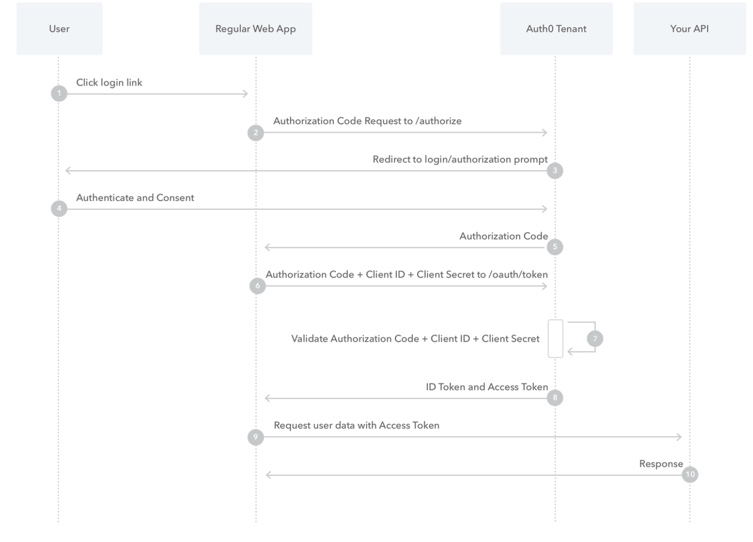 User
Regular Web App
Auth0 Tenant
Your API
Click login link
1
Authorization Code Request to /authorize
2
Redirect to login/authorization prompt
3
Authenticate and Consent
4
Authorization Code
5
Authorization Code + Client ID + Client Secret to /oauth/token
6
Validate Authorization Code + Client ID + Client Secret
7
ID Token and Access Token
8
Request user data with Access Token
9
Response
10